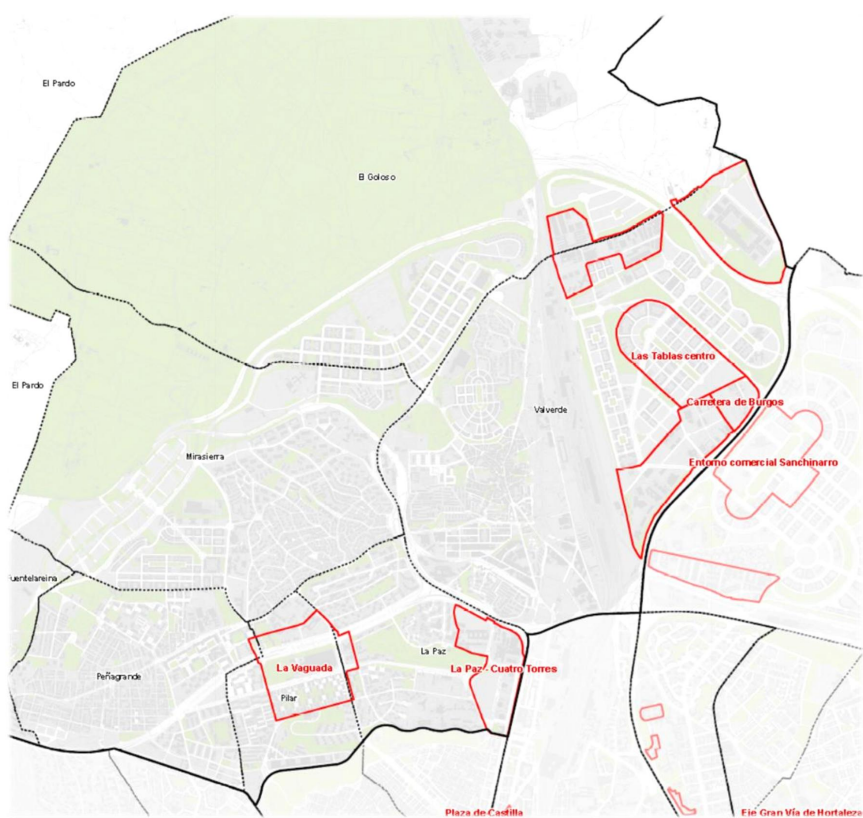 El Pardo
El Goloso
Las Tablas centro
El Pardo
Carretera de Burgos
Valverde
Mirasierra
Entorno comercial Sanchinarro
Fuentelareina
La Paz
La Vaguada
La Paz - Cuatro Torres
Peñagrande
Pilar
Plaza de Castilla
Eje Gran Vía de Hortaleza